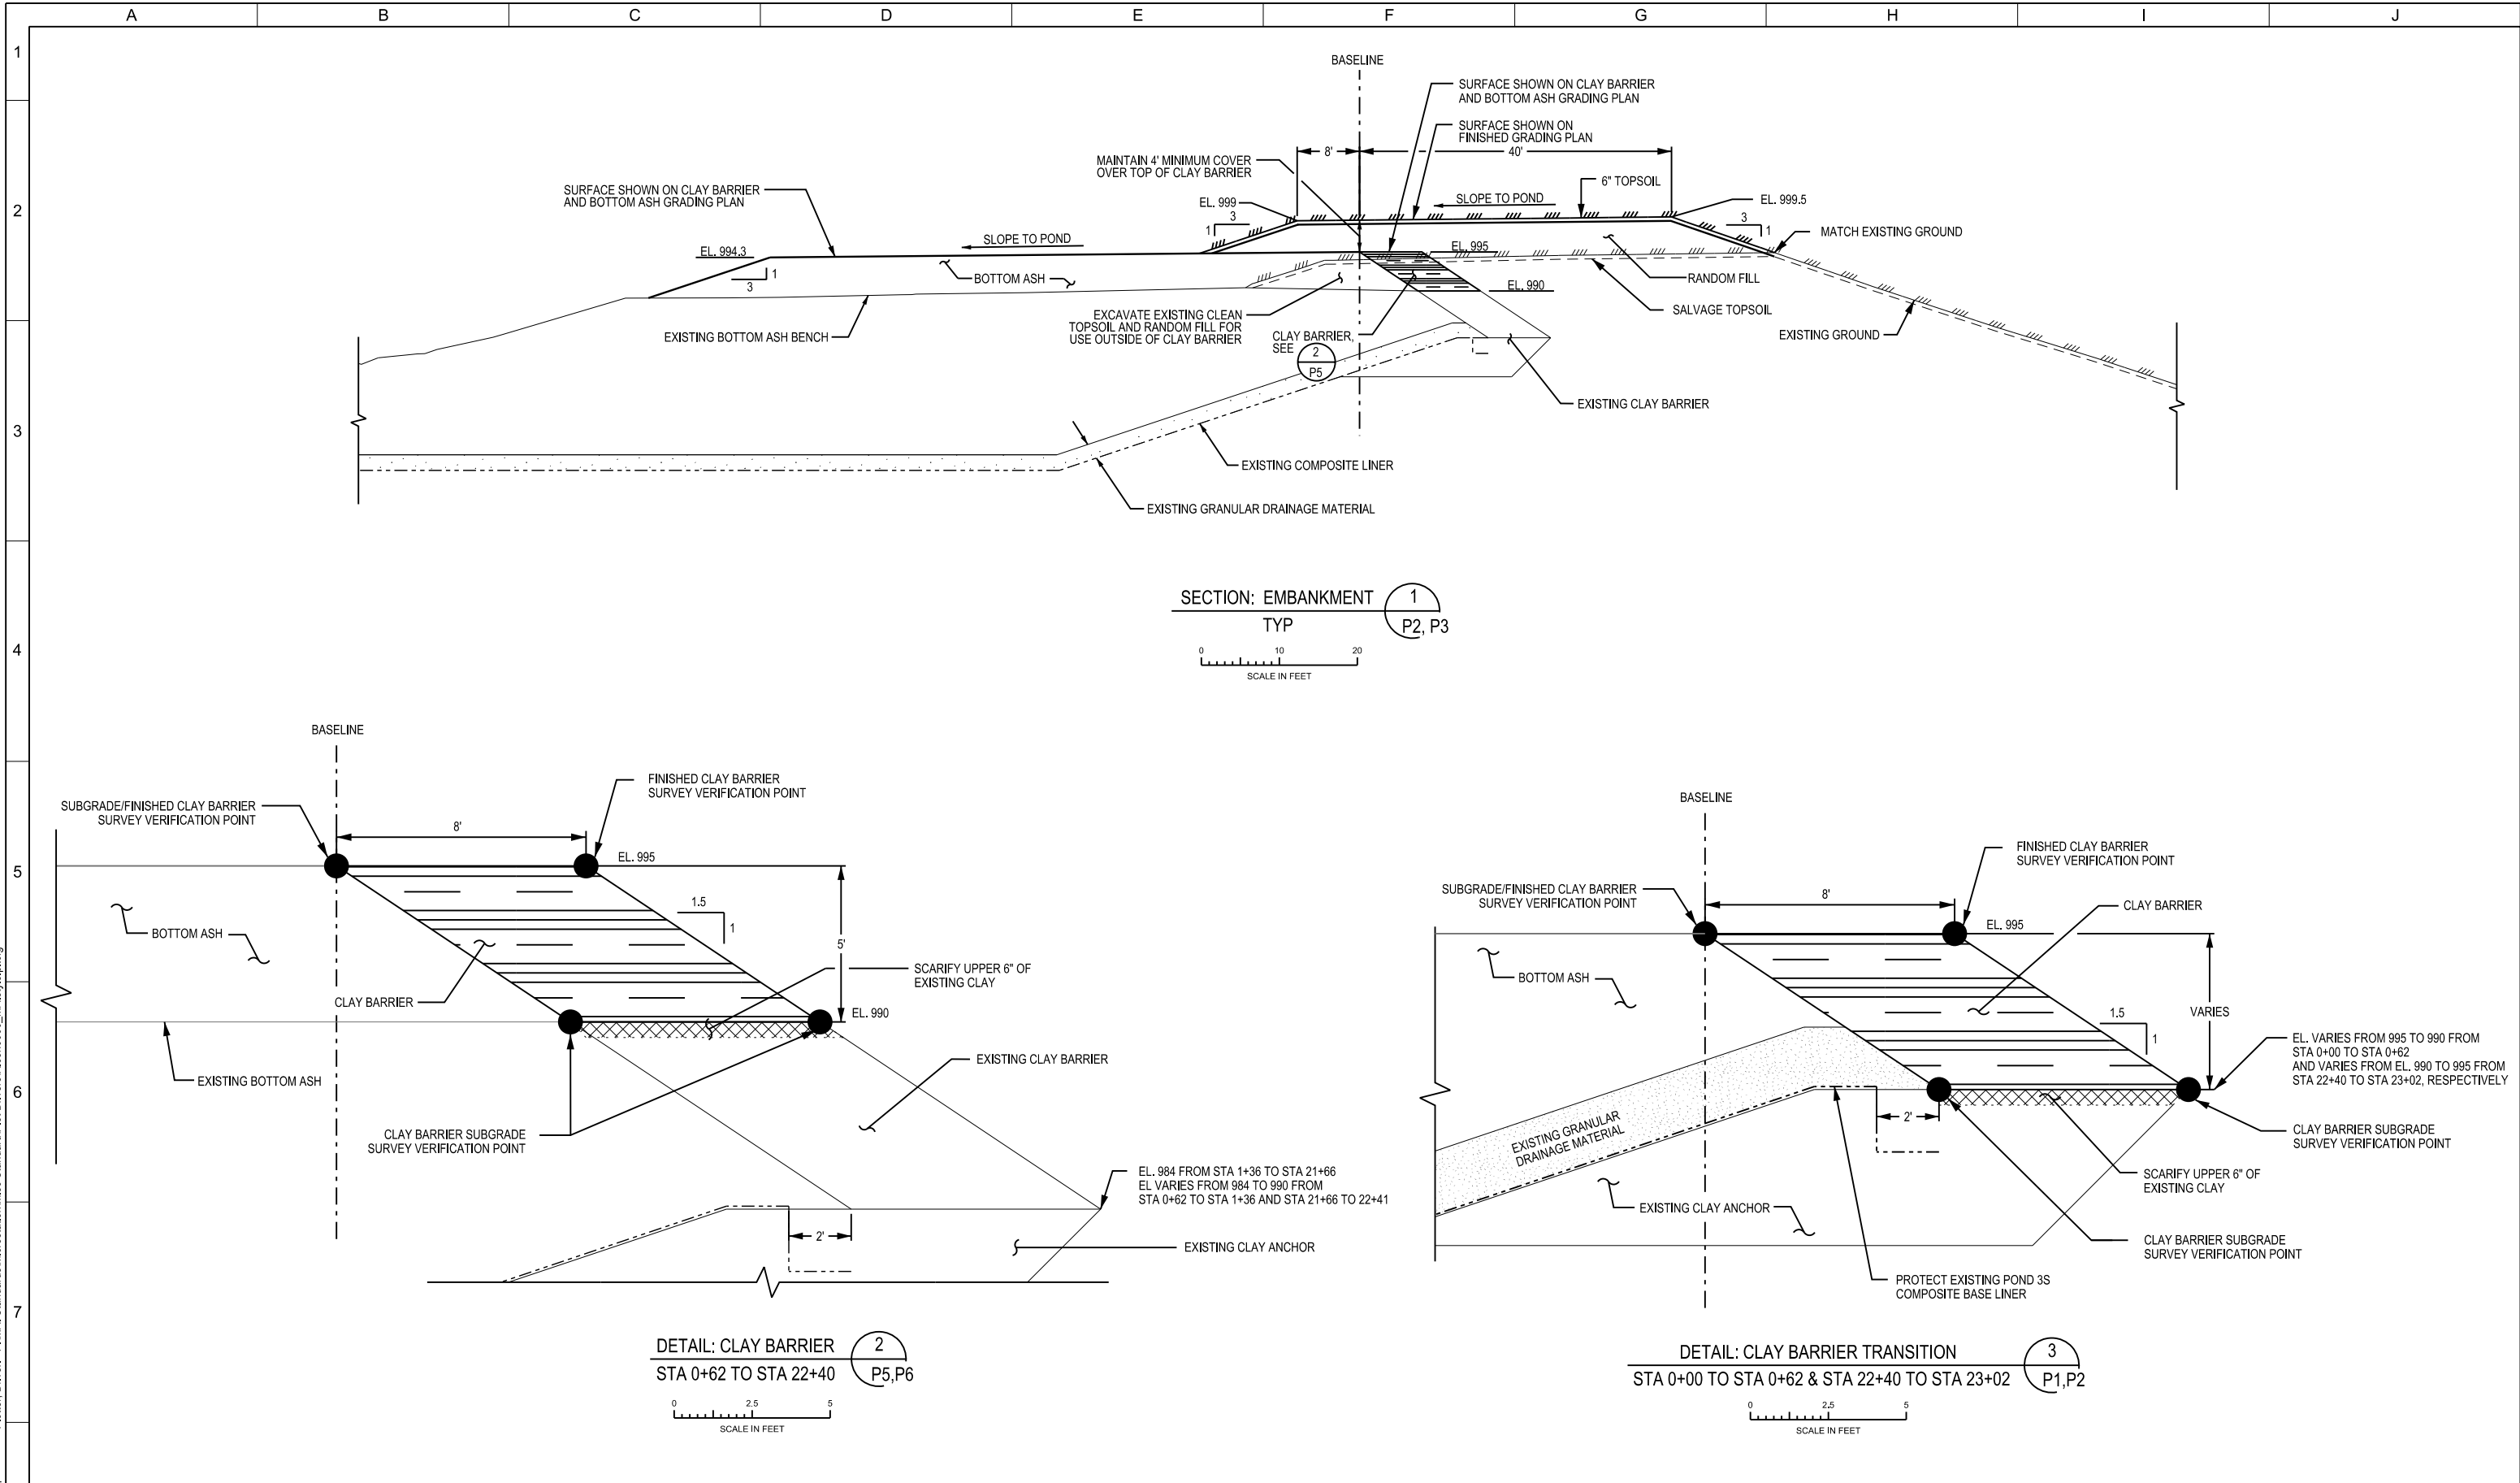 A B C D E F G H I J
1
2
3
4
5
6
7
BASELINE
SURFACE SHOWN ON CLAY BARRIER
AND BOTTOM ASH GRADING PLAN
SURFACE SHOWN ON
FINISHED GRADING PLAN
8'
40'
MAINTAIN 4' MINIMUM COVER
OVER TOP OF CLAY BARRIER
SURFACE SHOWN ON CLAY BARRIER
AND BOTTOM ASH GRADING PLAN
6" TOPSOIL
EL. 999
SLOPE TO POND
EL. 999.5
3
1
3
1
MATCH EXISTING GROUND
SLOPE TO POND
EL. 994.3
EL. 995
1
3
BOTTOM ASH
RANDOM FILL
EL. 990
SALVAGE TOPSOIL
EXISTING BOTTOM ASH BENCH
EXCAVATE EXISTING CLEAN
TOPSOIL AND RANDOM FILL FOR
USE OUTSIDE OF CLAY BARRIER
CLAY BARRIER,
SEE
2
P5
EXISTING GROUND
EXISTING CLAY BARRIER
EXISTING COMPOSITE LINER
EXISTING GRANULAR DRAINAGE MATERIAL
SECTION: EMBANKMENT
TYP
1
P2, P3
0 10 20
SCALE IN FEET
BASELINE
FINISHED CLAY BARRIER
SURVEY VERIFICATION POINT
SUBGRADE/FINISHED CLAY BARRIER
SURVEY VERIFICATION POINT
8'
EL. 995
1.5
1
BOTTOM ASH
5'
SCARIFY UPPER 6" OF
EXISTING CLAY
CLAY BARRIER
EL. 990
EXISTING CLAY BARRIER
EXISTING BOTTOM ASH
CLAY BARRIER SUBGRADE
SURVEY VERIFICATION POINT
EL. 984 FROM STA 1+36 TO STA 21+66
EL VARIES FROM 984 TO 990 FROM
STA 0+62 TO STA 1+36 AND STA 21+66 TO 22+41
2'
EXISTING CLAY ANCHOR
DETAIL: CLAY BARRIER
STA 0+62 TO STA 22+40
2
P5,P6
0 2.5 5
SCALE IN FEET
BASELINE
FINISHED CLAY BARRIER
SURVEY VERIFICATION POINT
SUBGRADE/FINISHED CLAY BARRIER
SURVEY VERIFICATION POINT
8'
CLAY BARRIER
EL. 995
BOTTOM ASH
1.5
1
VARIES
EL. VARIES FROM 995 TO 990 FROM
STA 0+00 TO STA 0+62
AND VARIES FROM EL. 990 TO 995 FROM
STA 22+40 TO STA 23+02, RESPECTIVELY
2'
EXISTING GRANULAR
DRAINAGE MATERIAL
CLAY BARRIER SUBGRADE
SURVEY VERIFICATION POINT
SCARIFY UPPER 6" OF
EXISTING CLAY
EXISTING CLAY ANCHOR
CLAY BARRIER SUBGRADE
SURVEY VERIFICATION POINT
PROTECT EXISTING POND 3S
COMPOSITE BASE LINER
DETAIL: CLAY BARRIER TRANSITION
STA 0+00 TO STA 0+62 & STA 22+40 TO STA 23+02
3
P1,P2
0 2.5 5
SCALE IN FEET